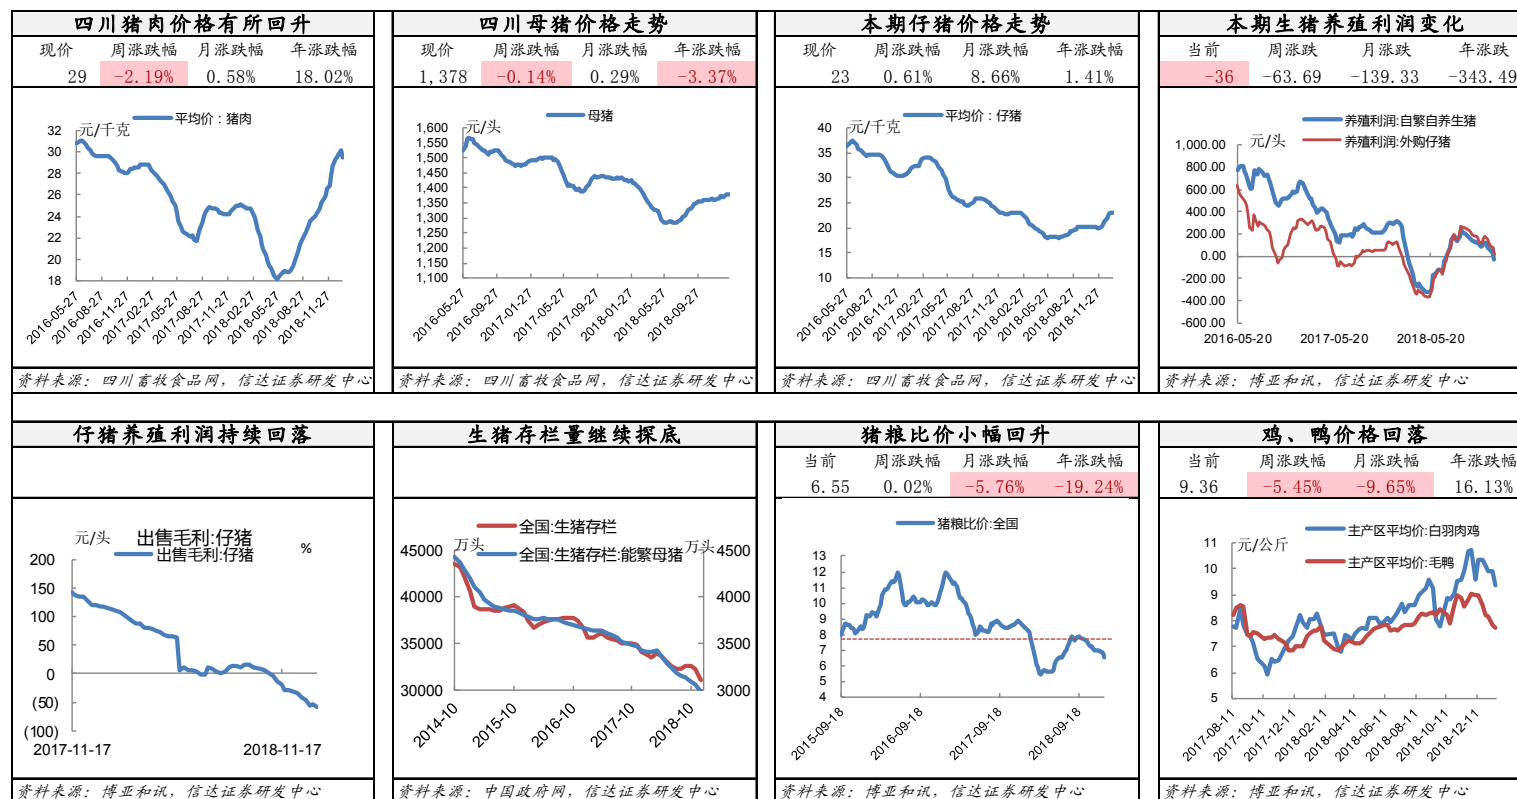 四川猪肉价格有所回升
现价 周涨跌幅 月涨跌幅 年涨跌幅
29 -2.19% 0.58% 18.02%
平均价：猪肉
元/千克
32
30
28
26
24
22
20
18
2016-05-27
2016-08-27
2016-11-27
2017-02-27
2017-05-27
2017-08-27
2017-11-27
2018-02-27
2018-05-27
2018-08-27
2018-11-27
资料来源：四川畜牧食品网，信达证券研发中心
四川母猪价格走势
现价 周涨跌幅 月涨跌幅 年涨跌幅
1,378 -0.14% 0.29% -3.37%
母猪
元/头
1,600
1,500
1,400
1,300
1,200
1,100
2016-05-27
2016-09-27
2017-01-27
2017-05-27
2017-09-27
2018-01-27
2018-05-27
2018-09-27
资料来源：四川畜牧食品网，信达证券研发中心
本期仔猪价格走势
现价 周涨跌幅 月涨跌幅 年涨跌幅
23 0.61% 8.66% 1.41%
平均价：仔猪
元/千克
40
35
30
25
20
15
10
2016-05-27
2016-08-27
2016-11-27
2017-02-27
2017-05-27
2017-08-27
2017-11-27
2018-02-27
2018-05-27
2018-08-27
2018-11-27
资料来源：四川畜牧食品网，信达证券研发中心
本期生猪养殖利润变化
当前 周涨跌 月涨跌 年涨跌
-36 -63.69 -139.33 -343.49
养殖利润:自繁自养生猪
养殖利润:外购仔猪
元/头
1,000.00
800.00
600.00
400.00
200.00
0.00
-200.00
-400.00
-600.00
2016-05-20 2017-05-20 2018-05-20
资料来源：博亚和讯，信达证券研发中心
仔猪养殖利润持续回落
元/头
出售毛利:仔猪
出售毛利:仔猪
%
200
150
100
50
0
(50)
(100)
2017-11-17 2018-11-17
资料来源：博亚和讯，信达证券研发中心
生猪存栏量继续探底
全国:生猪存栏
全国:生猪存栏:能繁母猪
万头
万头
45000
40000
35000
30000
4500
4000
3500
3000
2014-10
2015-10
2016-10
2017-10
2018-10
资料来源：中国政府网，信达证券研发中心
猪粮比价小幅回升
当前 周涨跌幅 月涨跌幅 年涨跌幅
6.55 0.02% -5.76% -19.24%
猪粮比价:全国
13
12
11
10
9
8
7
6
5
4
2015-09-18
2016-09-18
2017-09-18
2018-09-18
资料来源：博亚和讯，信达证券研发中心
鸡、鸭价格回落
当前 周涨跌幅 月涨跌幅 年涨跌幅
9.36 -5.45% -9.65% 16.13%
主产区平均价:白羽肉鸡
主产区平均价:毛鸭
元/公斤
11
10
9
8
7
6
5
2017-08-11
2017-10-11
2017-12-11
2018-02-11
2018-04-11
2018-06-11
2018-08-11
2018-10-11
2018-12-11
资料来源：博亚和讯，信达证券研发中心